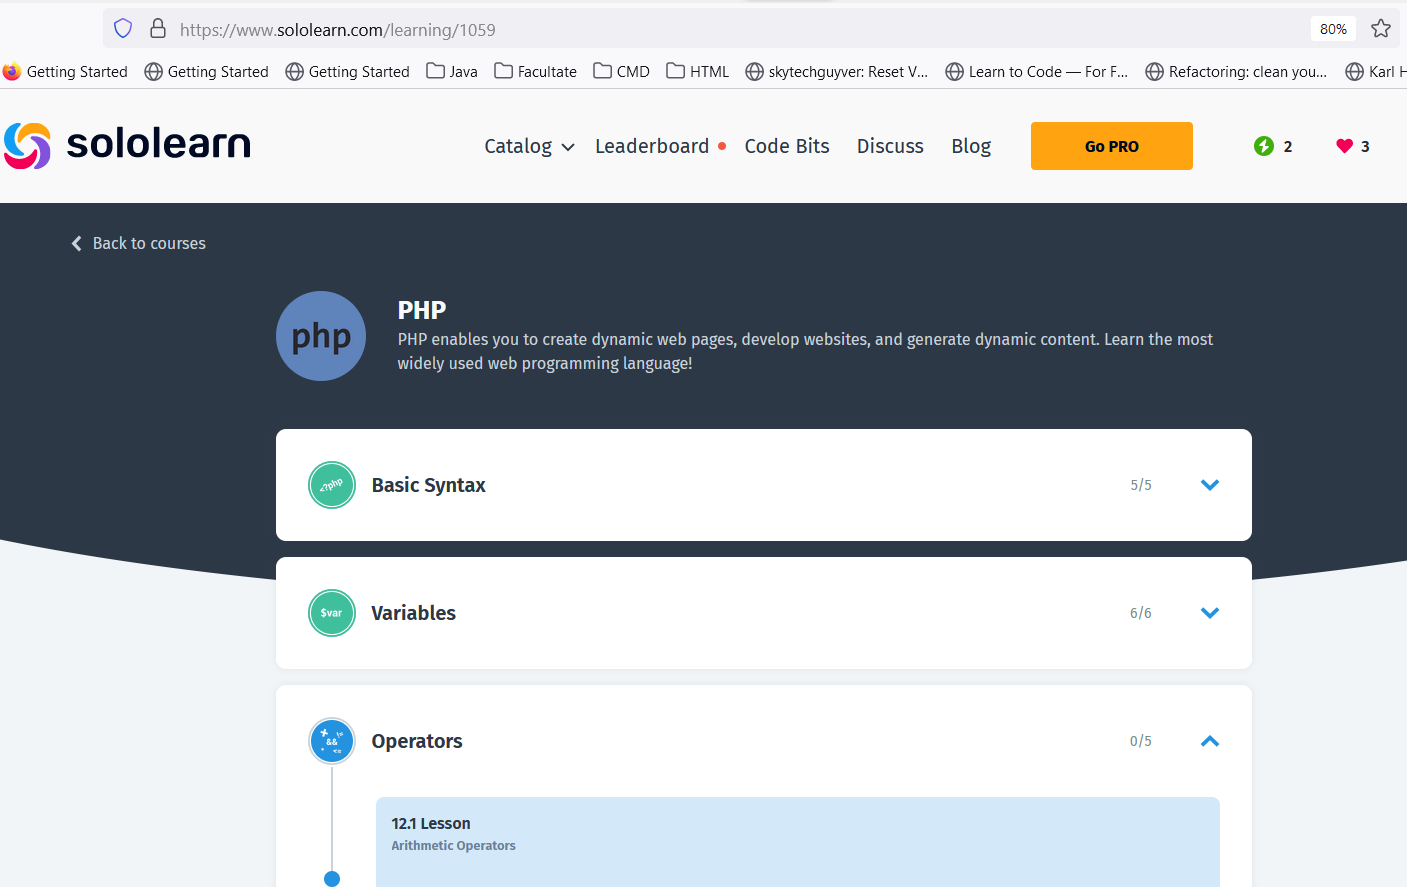 https://www.sololearn.com/learning/1059
80%
Getting Started
Getting Started
Getting Started
Java
Facultate
CMD
HTML
skytechguyver: Reset V...
Learn to Code — For F...
Refactoring: clean you...
Karl H
sololearn
Catalog
Leaderboard
Code Bits
Discuss
Blog
Go PRO
2
3
Back to courses
php
PHP
PHP enables you to create dynamic web pages, develop websites, and generate dynamic content. Learn the most
widely used web programming language!
<?php
Basic Syntax
5/5
$var
Variables
6/6
+ !=
&&
* <=
Operators
0/5
12.1 Lesson
Arithmetic Operators